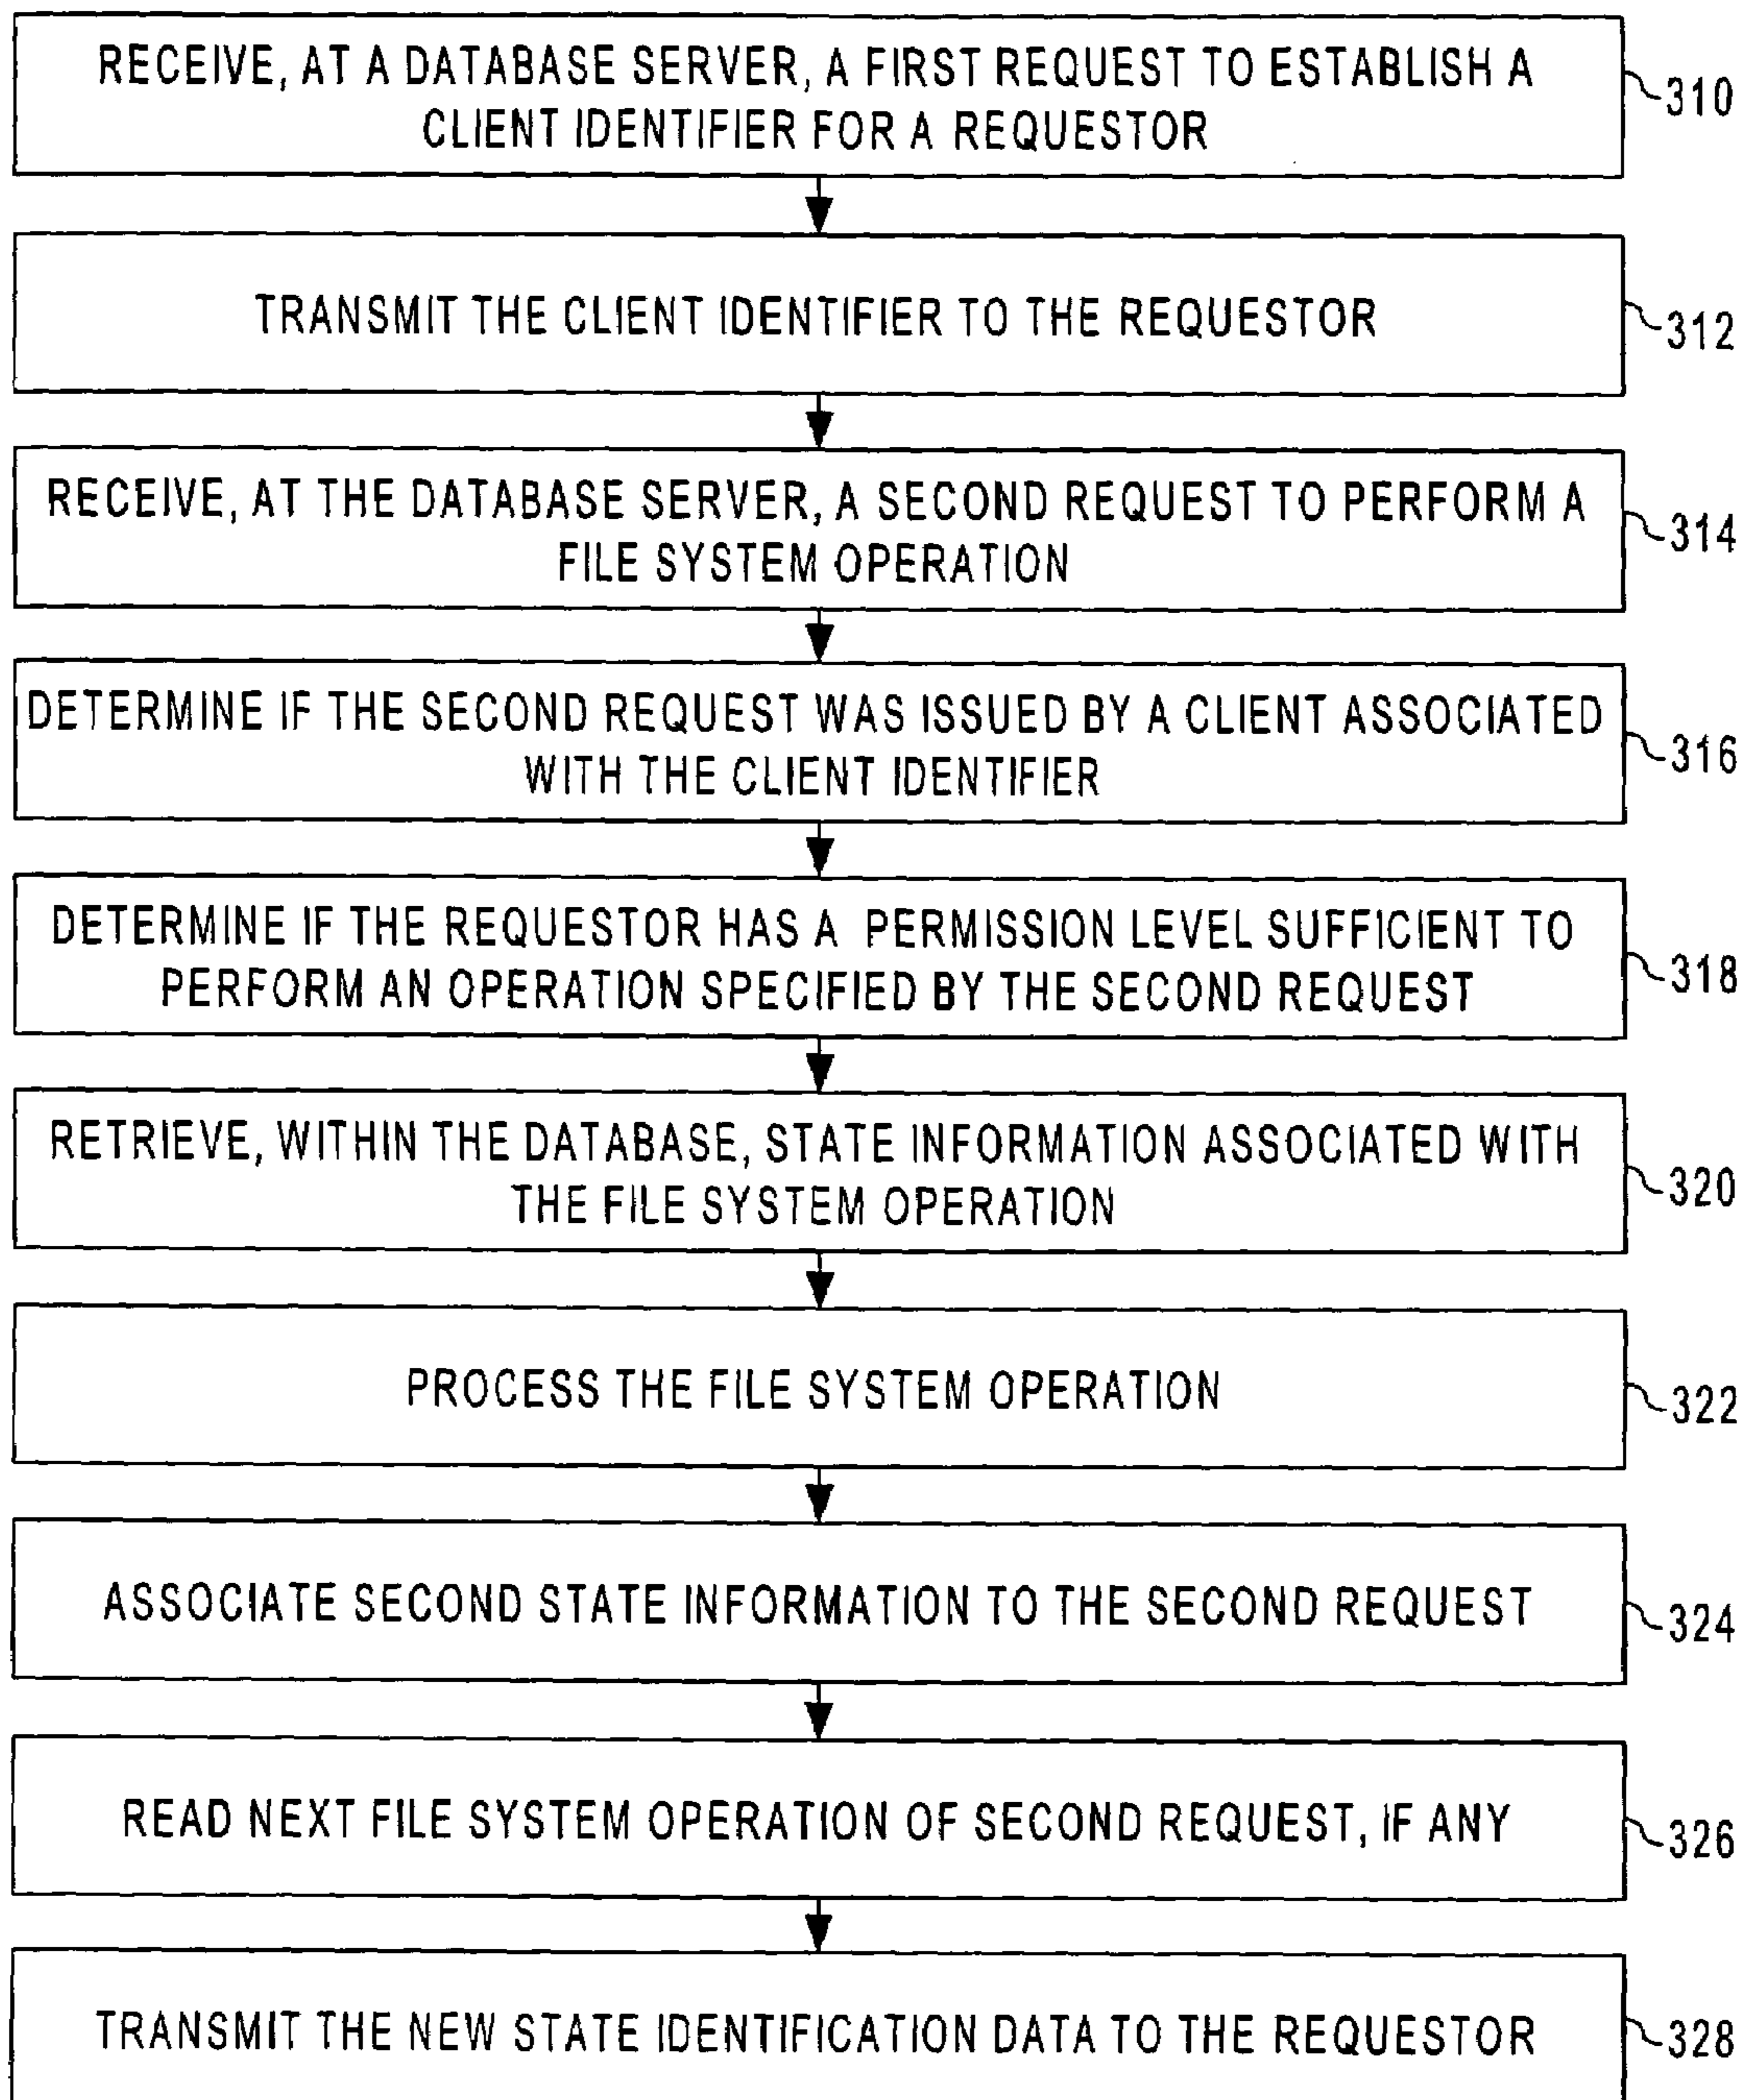 RECEIVE, AT A DATABASE SERVER, A FIRST REQUEST TO ESTABLISH A
CLIENT IDENTIFIER FOR A REQUESTOR
310
TRANSMIT THE CLIENT IDENTIFIER TO THE REQUESTOR
312
RECEIVE, AT THE DATABASE SERVER, A SECOND REQUEST TO PERFORM A
FILE SYSTEM OPERATION
314
DETERMINE IF THE SECOND REQUEST WAS ISSUED BY A CLIENT ASSOCIATED
WITH THE CLIENT IDENTIFIER
316
DETERMINE IF THE REQUESTOR HAS A PERMISSION LEVEL SUFFICIENT TO
PERFORM AN OPERATION SPECIFIED BY THE SECOND REQUEST
318
RETRIEVE, WITHIN THE DATABASE, STATE INFORMATION ASSOCIATED WITH
THE FILE SYSTEM OPERATION
320
PROCESS THE FILE SYSTEM OPERATION
322
ASSOCIATE SECOND STATE INFORMATION TO THE SECOND REQUEST
324
READ NEXT FILE SYSTEM OPERATION OF SECOND REQUEST, IF ANY
326
TRANSMIT THE NEW STATE IDENTIFICATION DATA TO THE REQUESTOR
328